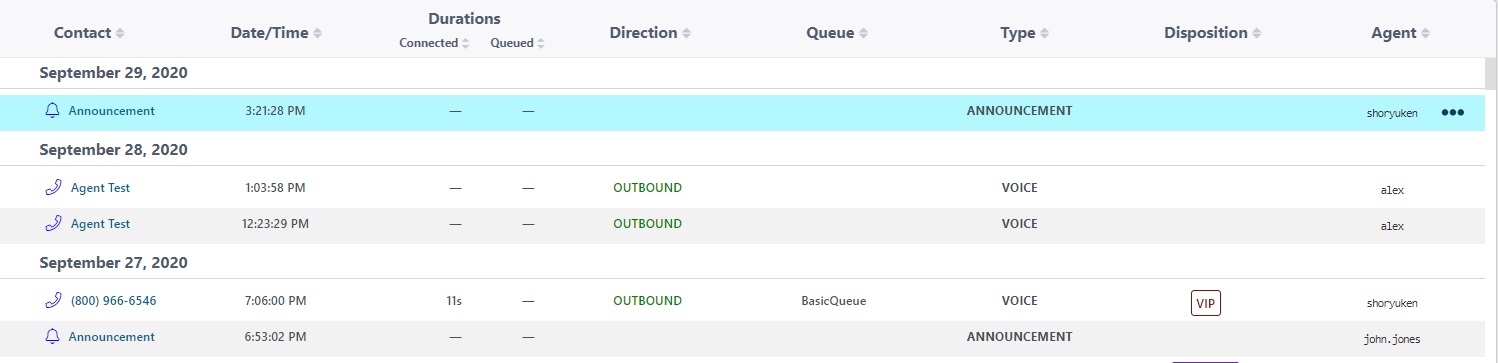 Contact Date/Time Durations Connected Queued Direction Queue Type Disposition Agent
September 29, 2020
Announcement 3:21:28 PM — — ANNOUNCEMENT shoryuken •••
September 28, 2020
Agent Test 1:03:58 PM — — OUTBOUND VOICE alex
Agent Test 12:23:29 PM — — OUTBOUND VOICE alex
September 27, 2020
(800) 966-6546 7:06:00 PM 11s — OUTBOUND BasicQueue VOICE VIP shoryuken
Announcement 6:53:02 PM — — ANNOUNCEMENT john.jones